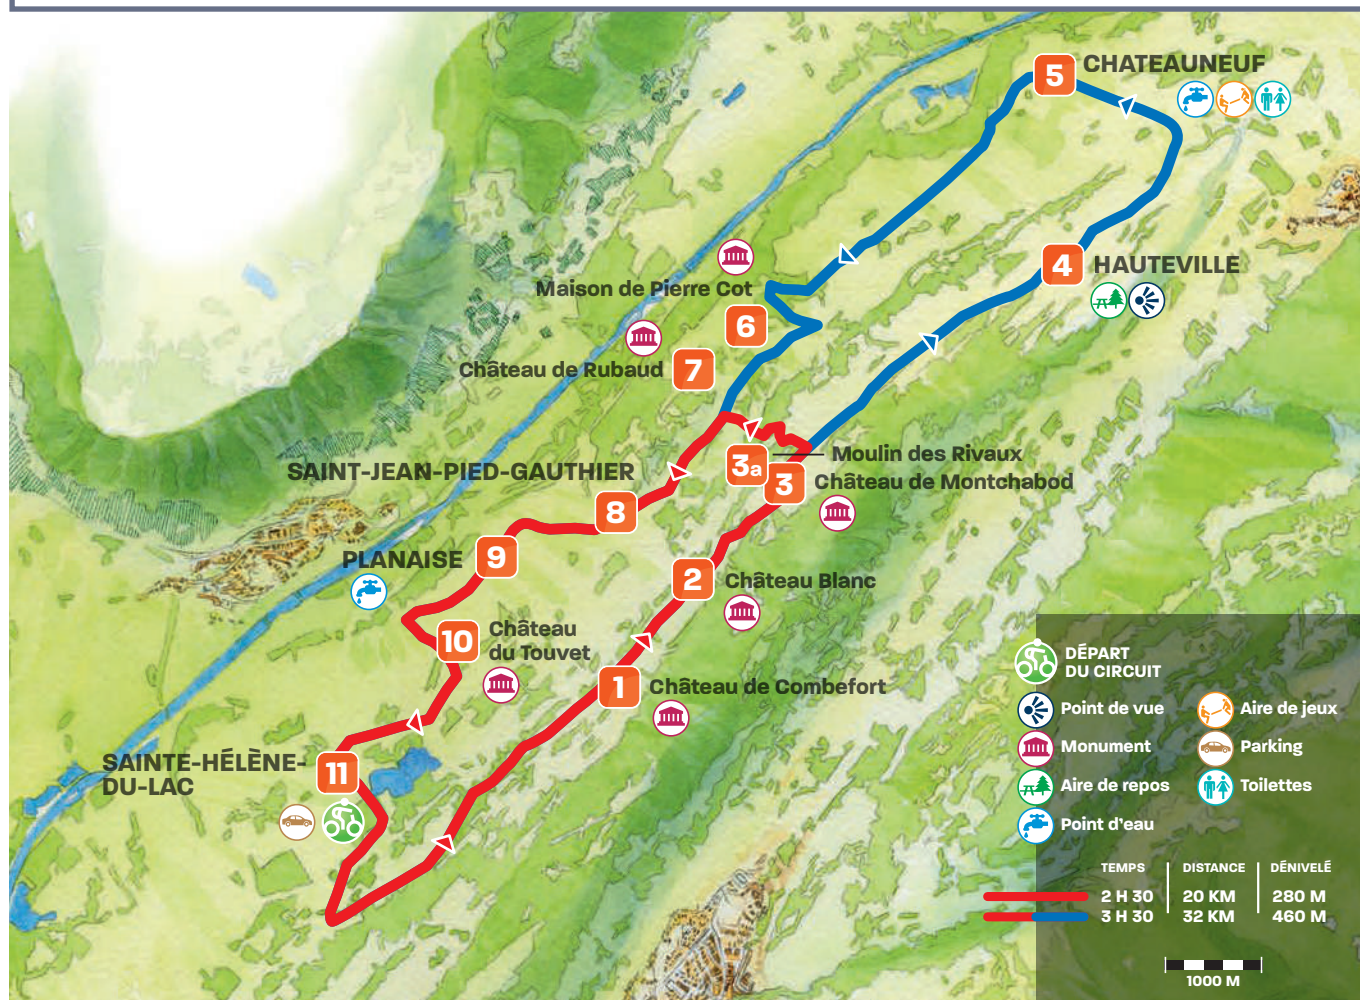 5
CHATEAUNEUF
4
HAUTEVILLE
Maison de Pierre Cot
6
Château de Rubaud
7
Moulin des Rivaux
3a
3
Château de Montchabod
SAINT-JEAN-PIED-GAUTHIER
8
PLANAISE
9
2
Château Blanc
10
Château
du Touvet
1
Château de Combefort
SAINTE-HÉLÈNE-
DU-LAC
11
DÉPART
DU CIRCUIT
Point de vue
Aire de jeux
Monument
Parking
Aire de repos
Toilettes
Point d'eau
TEMPS DISTANCE DÉNIVELÉ
2 H 30 20 KM 280 M
3 H 30 32 KM 460 M
1000 M